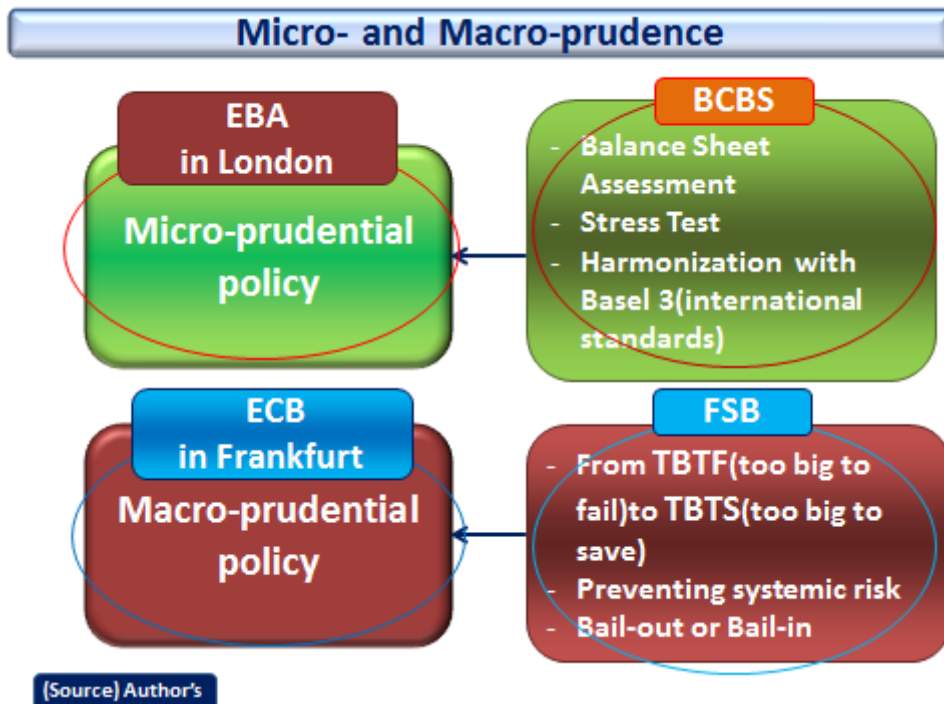 Micro- and Macro-prudence
EBA
in London
Micro-prudential
policy
BCBS
- Balance Sheet
Assessment
- Stress Test
- Harmonization with
Basel 3(international
standards)
ECB
in Frankfurt
Macro-prudential
policy
FSB
- From TBTF(too big to
fail)to TBTS(too big to
save)
- Preventing systemic risk
- Bail-out or Bail-in
(Source) Author's